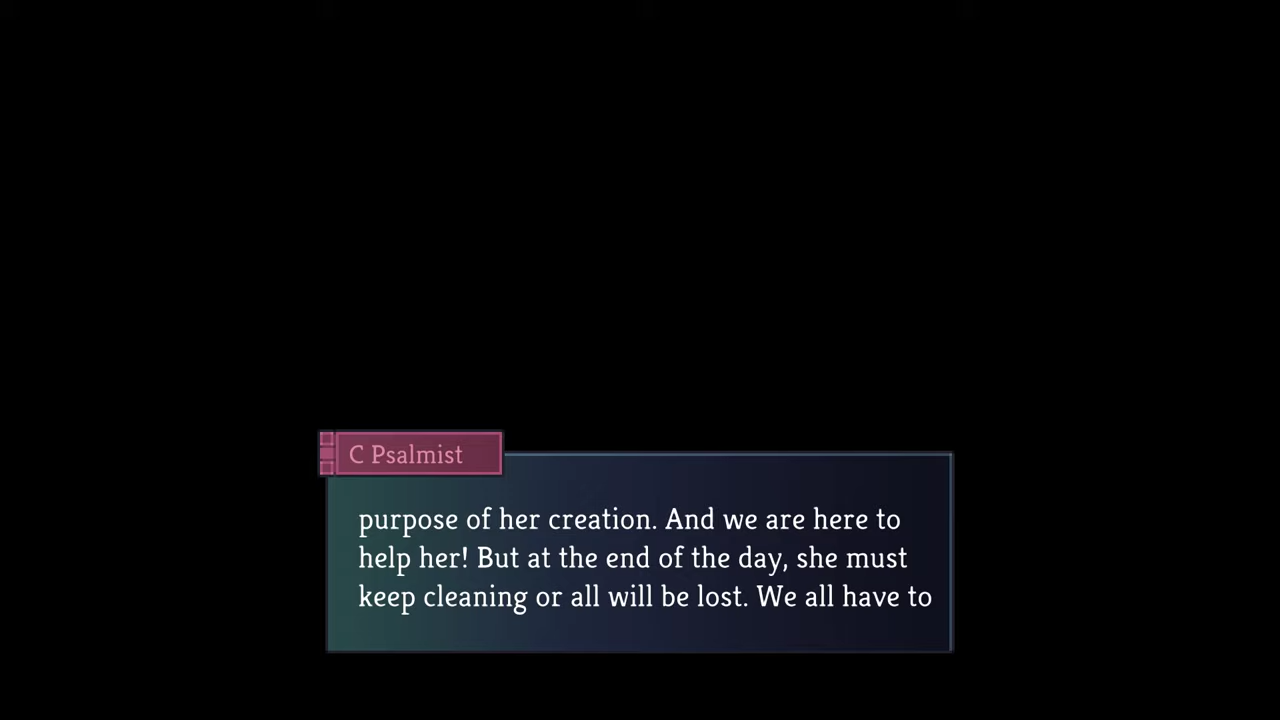 C Psalmist
purpose of her creation. And we are here to
help her! But at the end of the day, she must
keep cleaning or all will be lost. We all have to